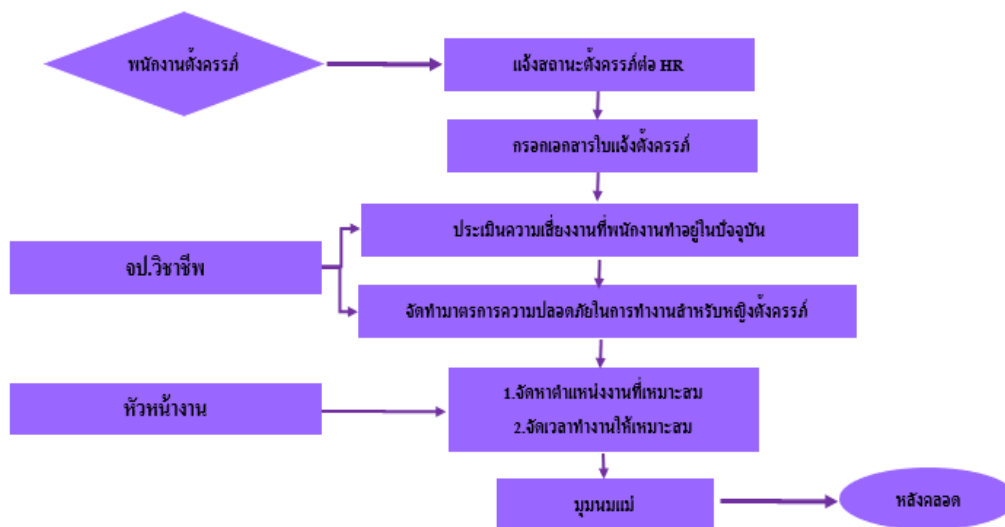 พนักงานตั้งครรภ์
แจ้งสถานะตั้งครรภ์ต่อ HR
กรอกเอกสารใบแจ้งตั้งครรภ์
ประเมินความเสี่ยงงานที่พนักงานทำอยู่ในปัจจุบัน
จป.วิชาชีพ
จัดทำมาตรการความปลอดภัยในการทำงานสำหรับหญิงตั้งครรภ์
1.จัดหาตำแหน่งงานที่เหมาะสม
หัวหน้างาน
2.จัดเวลาทำงานให้เหมาะสม
มุมนมแม่
หลังคลอด